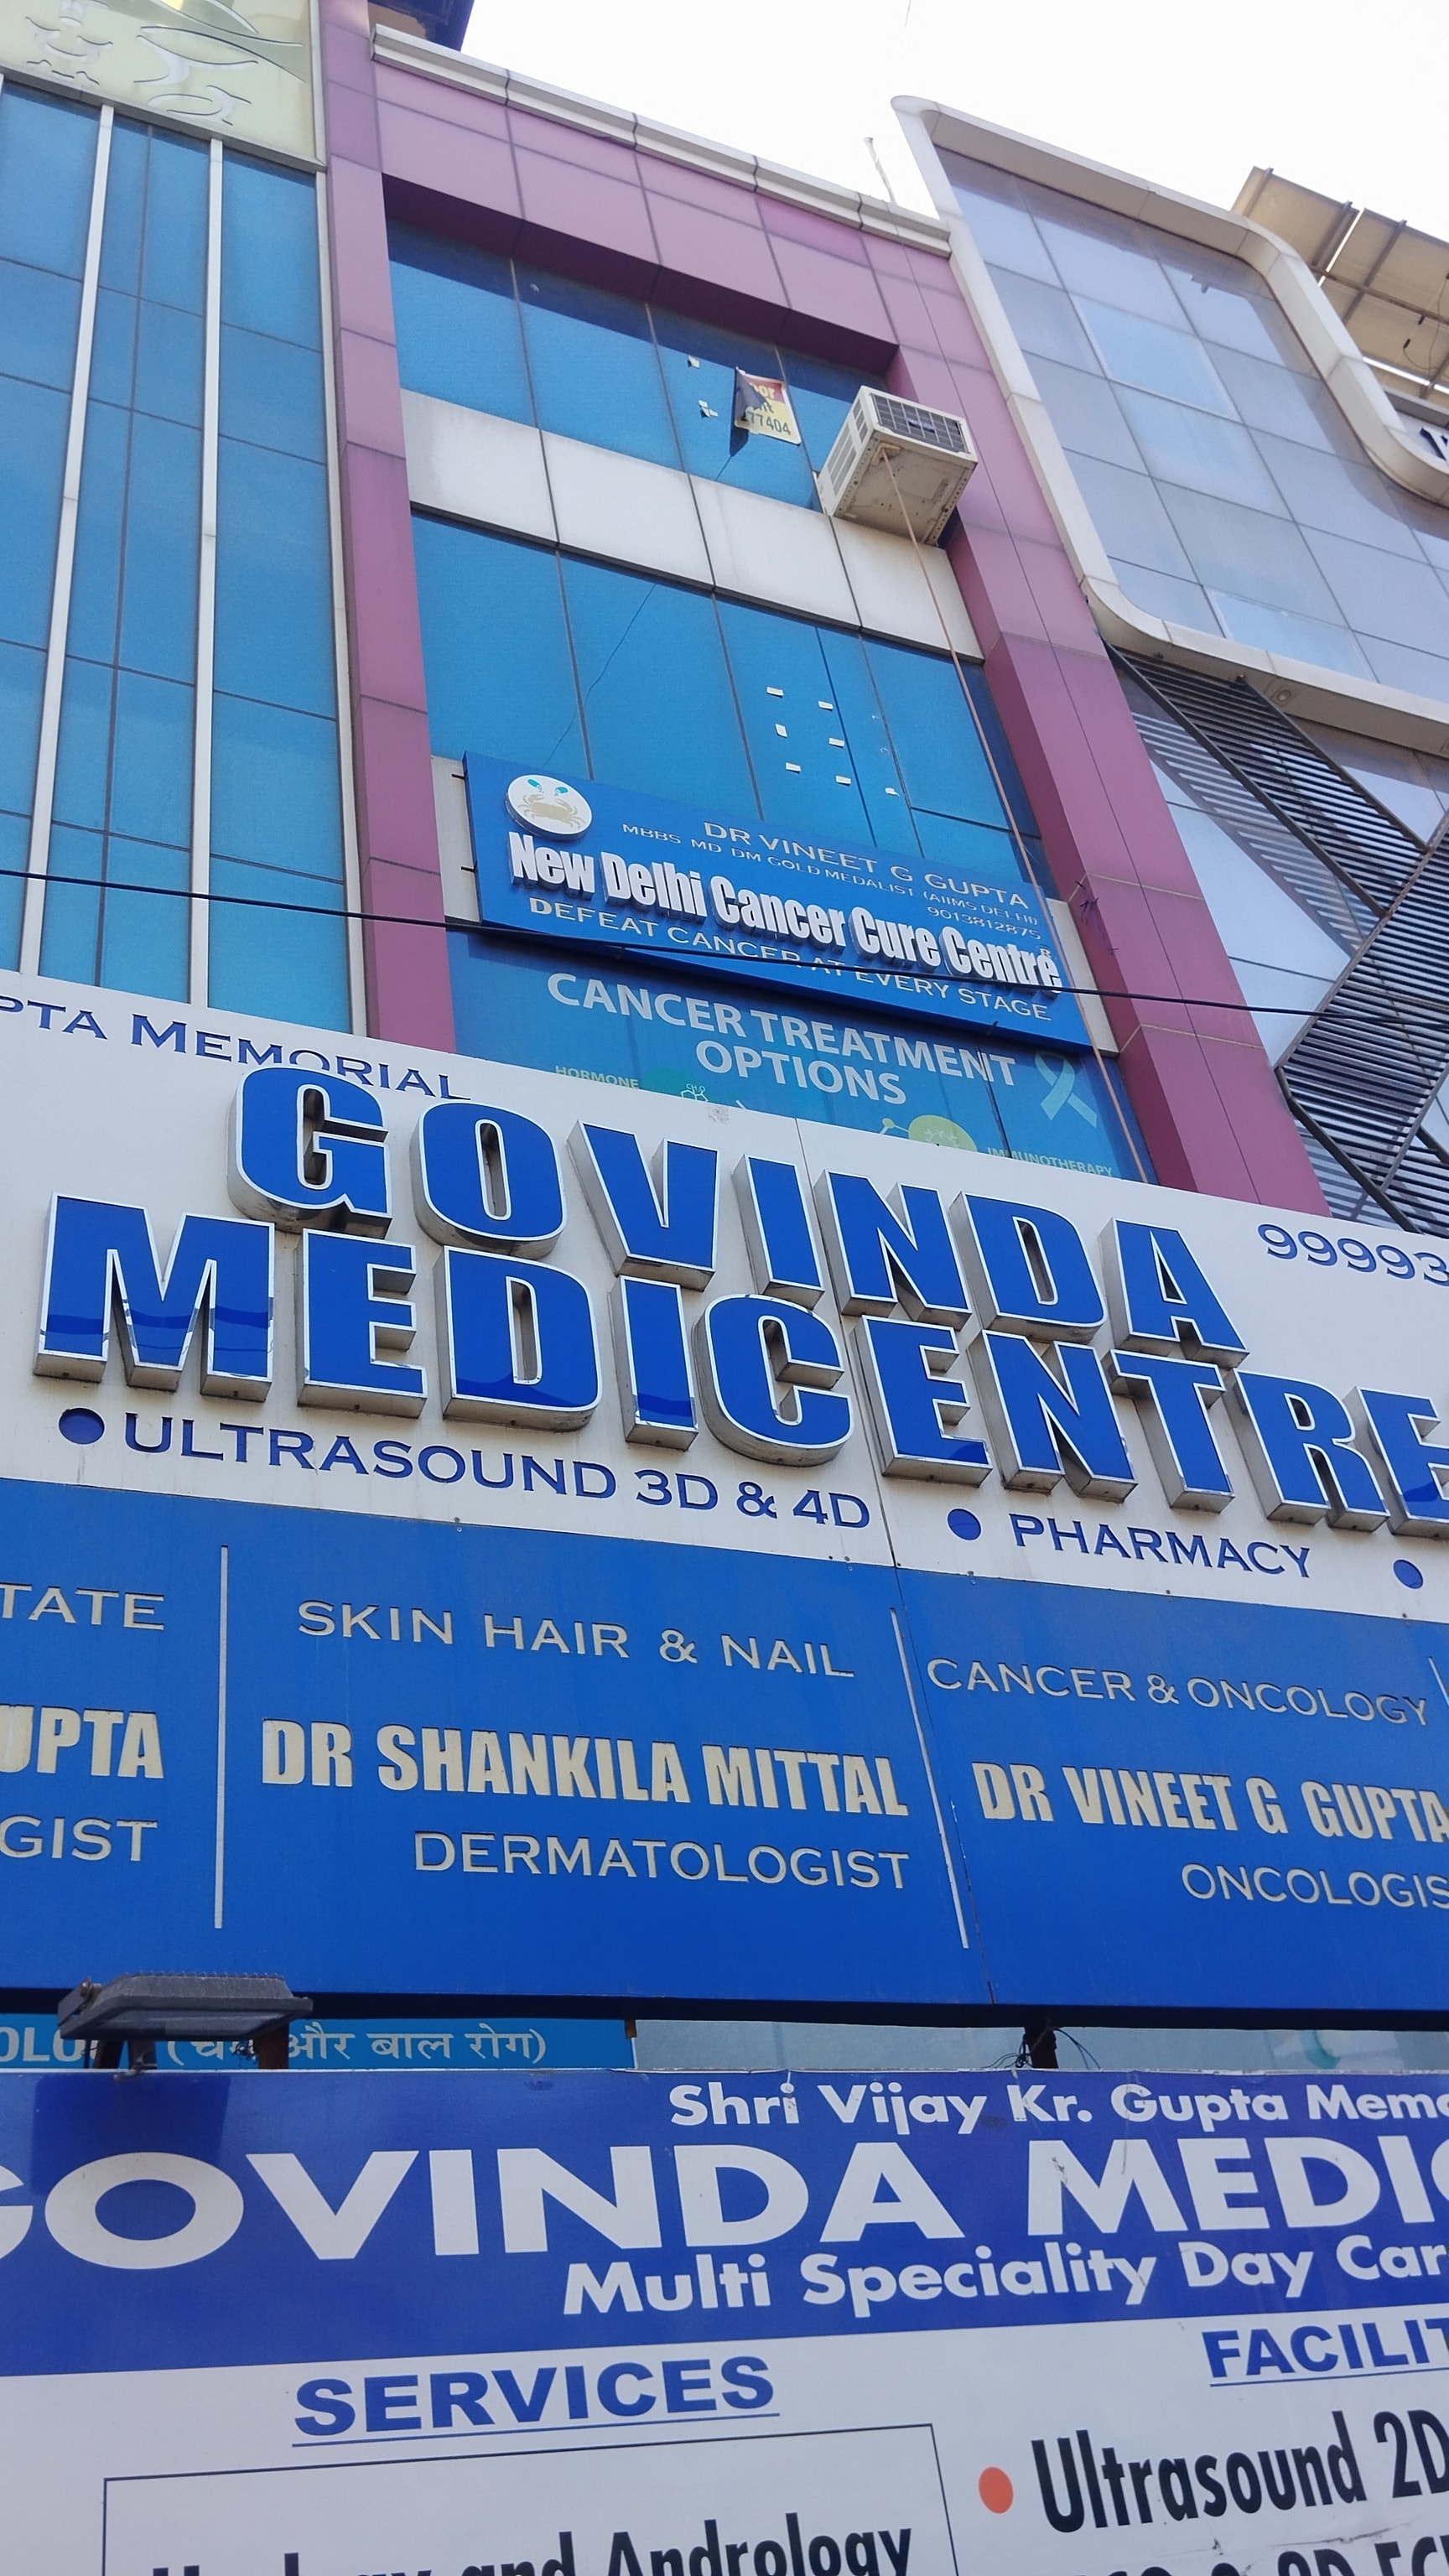 77404
DR VINEET G GUPTA
MBBS MD DM GOLD MEDALIST (AIIMS DELHI)
9013812875
New Delhi Cancer Cure Centre
DEFEAT CANCER AT EVERY STAGE
CANCER TREATMENT
OPTIONS
HORMONE
IMMUNOTHERAPY
PTA MEMORIAL
GOVINDA
99993
MEDICENTRE
● ULTRASOUND 3D & 4D ● PHARMACY ●
TATE
UPTA
GIST
SKIN HAIR & NAIL
DR SHANKILA MITTAL
DERMATOLOGIST
CANCER & ONCOLOGY
DR VINEET G GUPTA
ONCOLOGIS
और बाल रोग)
Shri Vijay Kr. Gupta Memo
GOVINDA MEDIC
Multi Speciality Day Car
SERVICES
and Andrology
FACILIT
• Ultrasound 2D